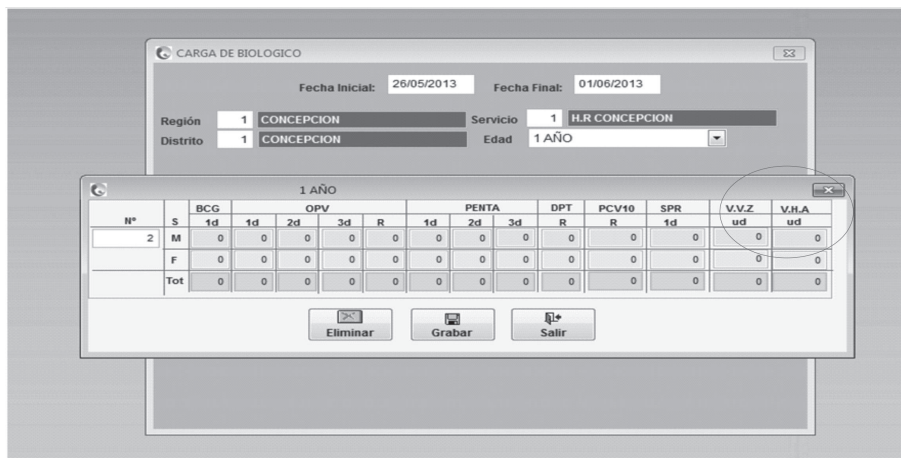 CARGA DE BIOLOGICO
Fecha Inicial: 26/05/2013 Fecha Final: 01/06/2013
Región 1 CONCEPCION Servicio 1 H.R CONCEPCION
Distrito 1 CONCEPCION Edad 1 AÑO
1 AÑO
BCG OPV PENTA DPT PCV10 SPR V.V.Z V.H.A
Nº S 1d 1d 2d 3d R 1d 2d 3d R R 1d ud ud
2 M 0 0 0 0 0 0 0 0 0 0 0 0 0
F 0 0 0 0 0 0 0 0 0 0 0 0 0
Tot 0 0 0 0 0 0 0 0 0 0 0 0 0
Eliminar Grabar Salir